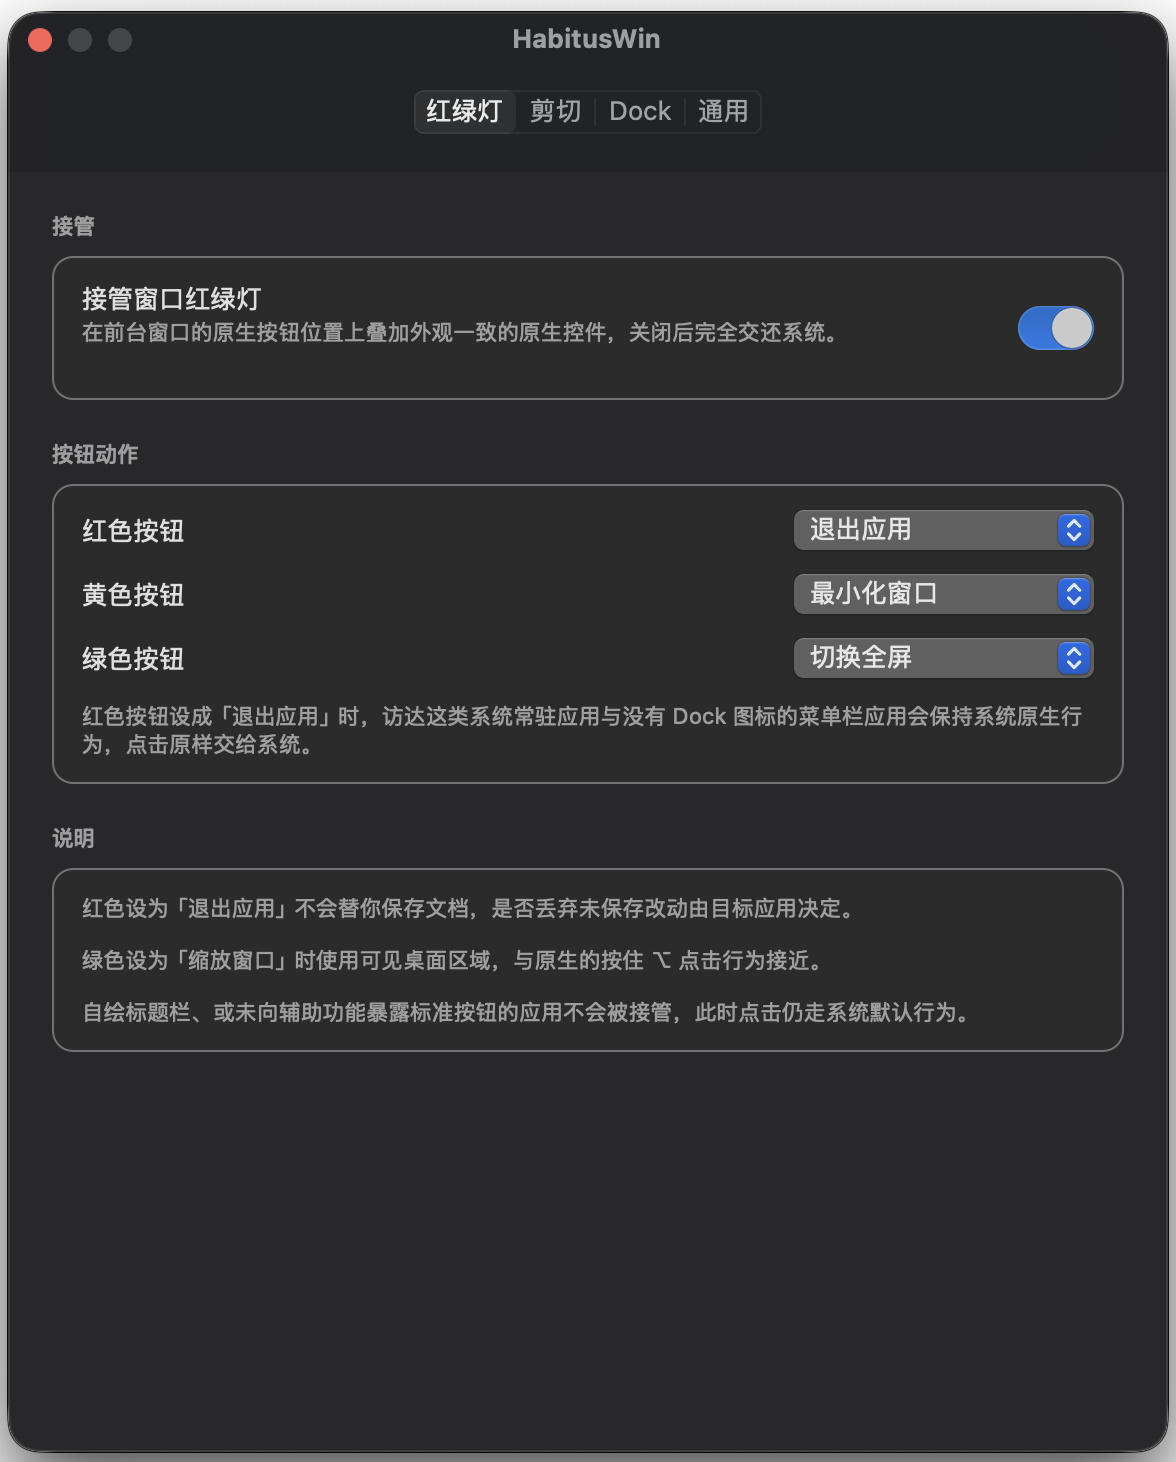 HabitusWin
红绿灯 剪切 Dock 通用
接管
接管窗口红绿灯
在前台窗口的原生按钮位置上叠加外观一致的原生控件，关闭后完全交还系统。
按钮动作
红色按钮 退出应用
黄色按钮 最小化窗口
绿色按钮 切换全屏
红色按钮设成「退出应用」时，访达这类系统常驻应用与没有 Dock 图标的菜单栏应用会保持系统原生行
为，点击原样交给系统。
说明
红色设为「退出应用」不会替你保存文档，是否丢弃未保存改动由目标应用决定。
绿色设为「缩放窗口」时使用可见桌面区域，与原生的按住 ⌥ 点击行为接近。
自绘标题栏、或未向辅助功能暴露标准按钮的应用不会被接管，此时点击仍走系统默认行为。